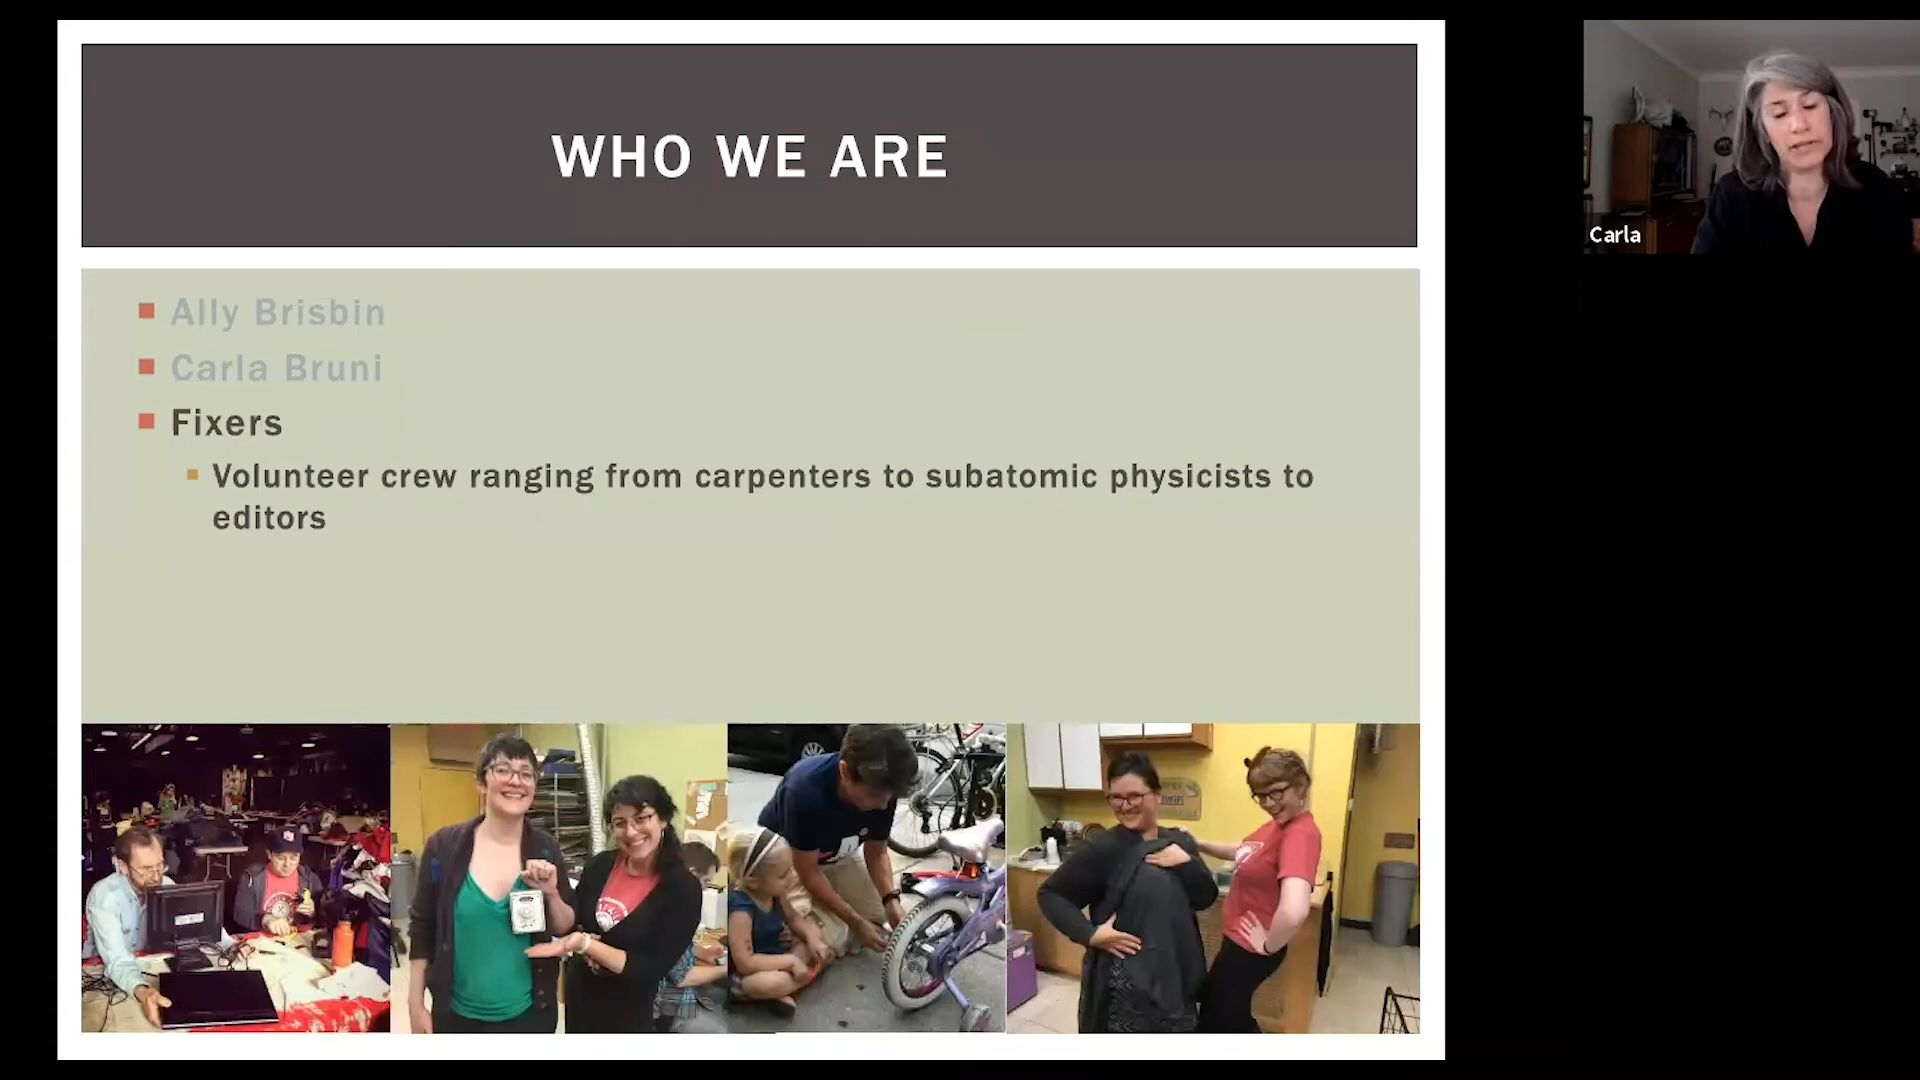 WHO WE ARE
Ally Brisbin
Carla Bruni
Fixers
Volunteer crew ranging from carpenters to subatomic physicists to
editors
Carla